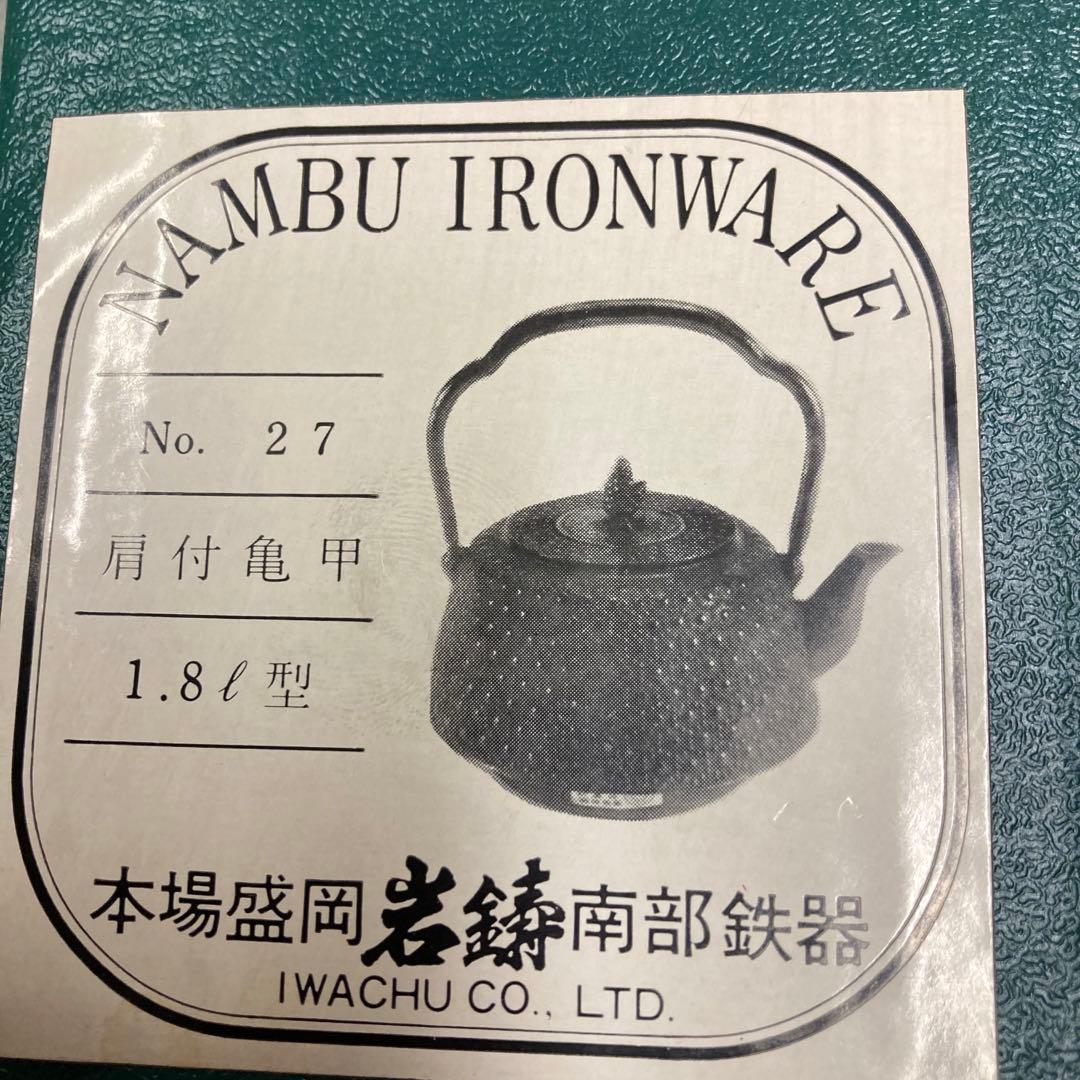 NAMBU IRONWARE
No. 27
肩付亀甲
1.8ℓ型
本場盛岡岩鋳南部鉄器
IWACHU CO., LTD.